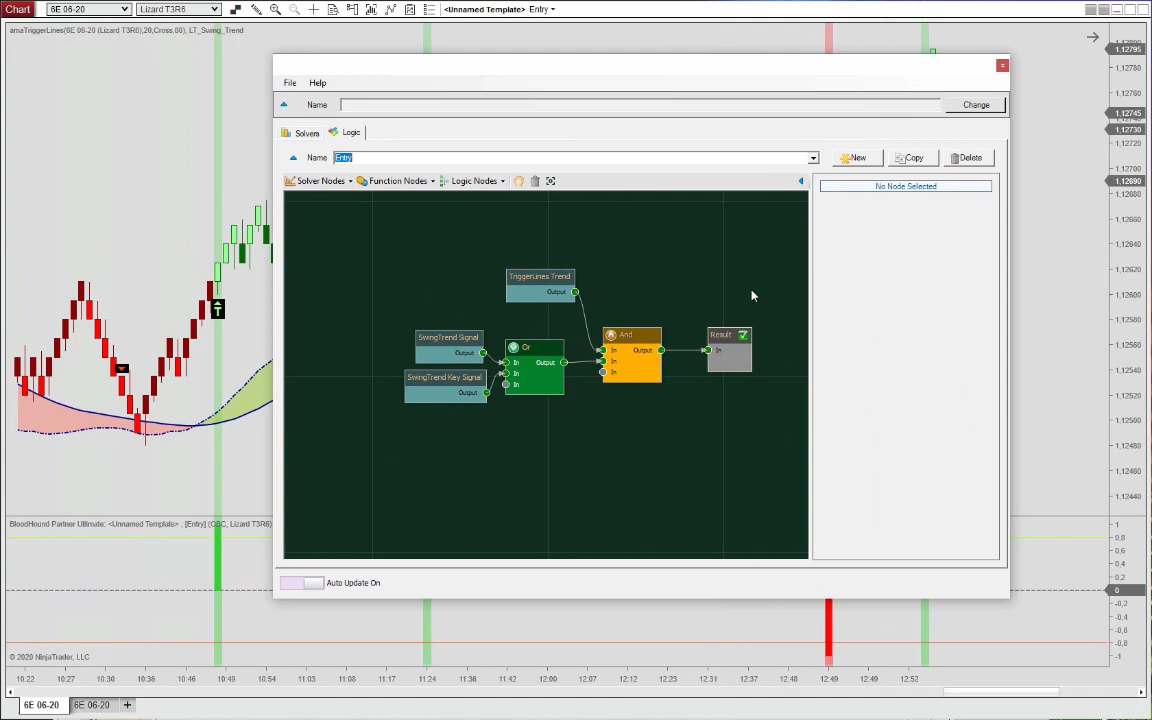 Chart 6E 06-20 Lizard T3R6 <Unnamed Template> Entry
amaTriggerLines(6E 06-20 (Lizard T3R6),20,Cross,80), LT_Swing_Trend
File Help
Name Change
Solvers Logic
Name Entry New Copy Delete
Solver Nodes Function Nodes Logic Nodes
No Node Selected
TriggerLines Trend
Output
SwingTrend Signal
Output
SwingTrend Key Signal
Output
Or
In Output
In
In
And
In Output
In
In
Result
In
Auto Update On
1,12795
1,12780
1,12760
1,12745
1,12730
1,12720
1,12700
1,12690
1,12660
1,12640
1,12620
1,12600
1,12580
1,12560
1,12540
1,12520
1,12500
1,12480
1,12460
1,12440
BloodHound Partner Ultimate: <Unnamed Template> ; [Entry] (OBC, Lizard T3R6)
1
0,8
0,6
0,4
0,2
0
-0,2
-0,4
-0,6
-0,8
-1
© 2020 NinjaTrader, LLC
10:22 10:27 10:36 10:38 10:46 10:49 10:54 11:03 11:08 11:24 11:28 11:42 12:00 12:07 12:12 12:23 12:31 12:48 12:49 12:49 12:52
6E 06-20 6E 06-20 +